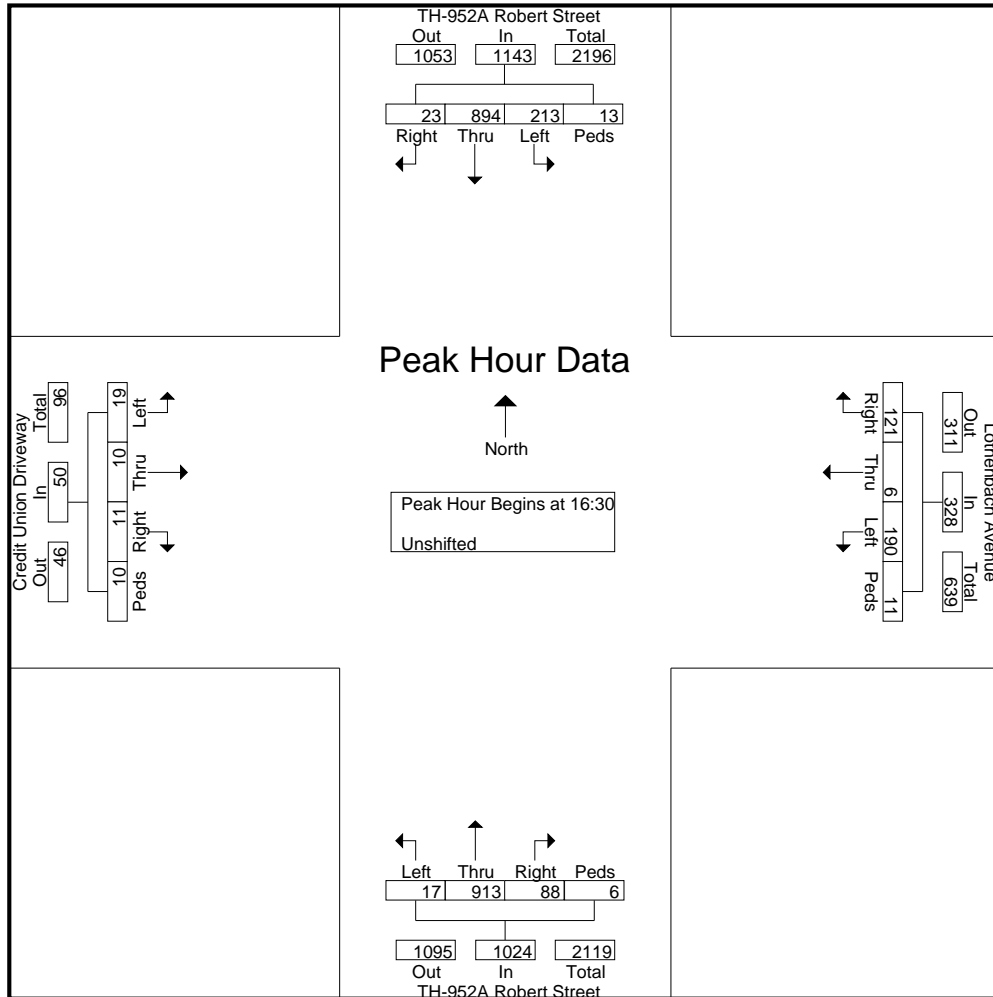 TH-952A Robert Street
Out In Total
1053 1143 2196
23 894 213 13
Right Thru Left Peds
Peak Hour Data
North
Peak Hour Begins at 16:30
Unshifted
Credit Union Driveway
Out In Total
46 50 96
19 10 11 10
Left Thru Right Peds
Lothenbach Avenue
Out In Total
311 328 639
121 6 190 11
Right Thru Left Peds
Left Thru Right Peds
17 913 88 6
1095 1024 2119
Out In Total
TH-952A Robert Street